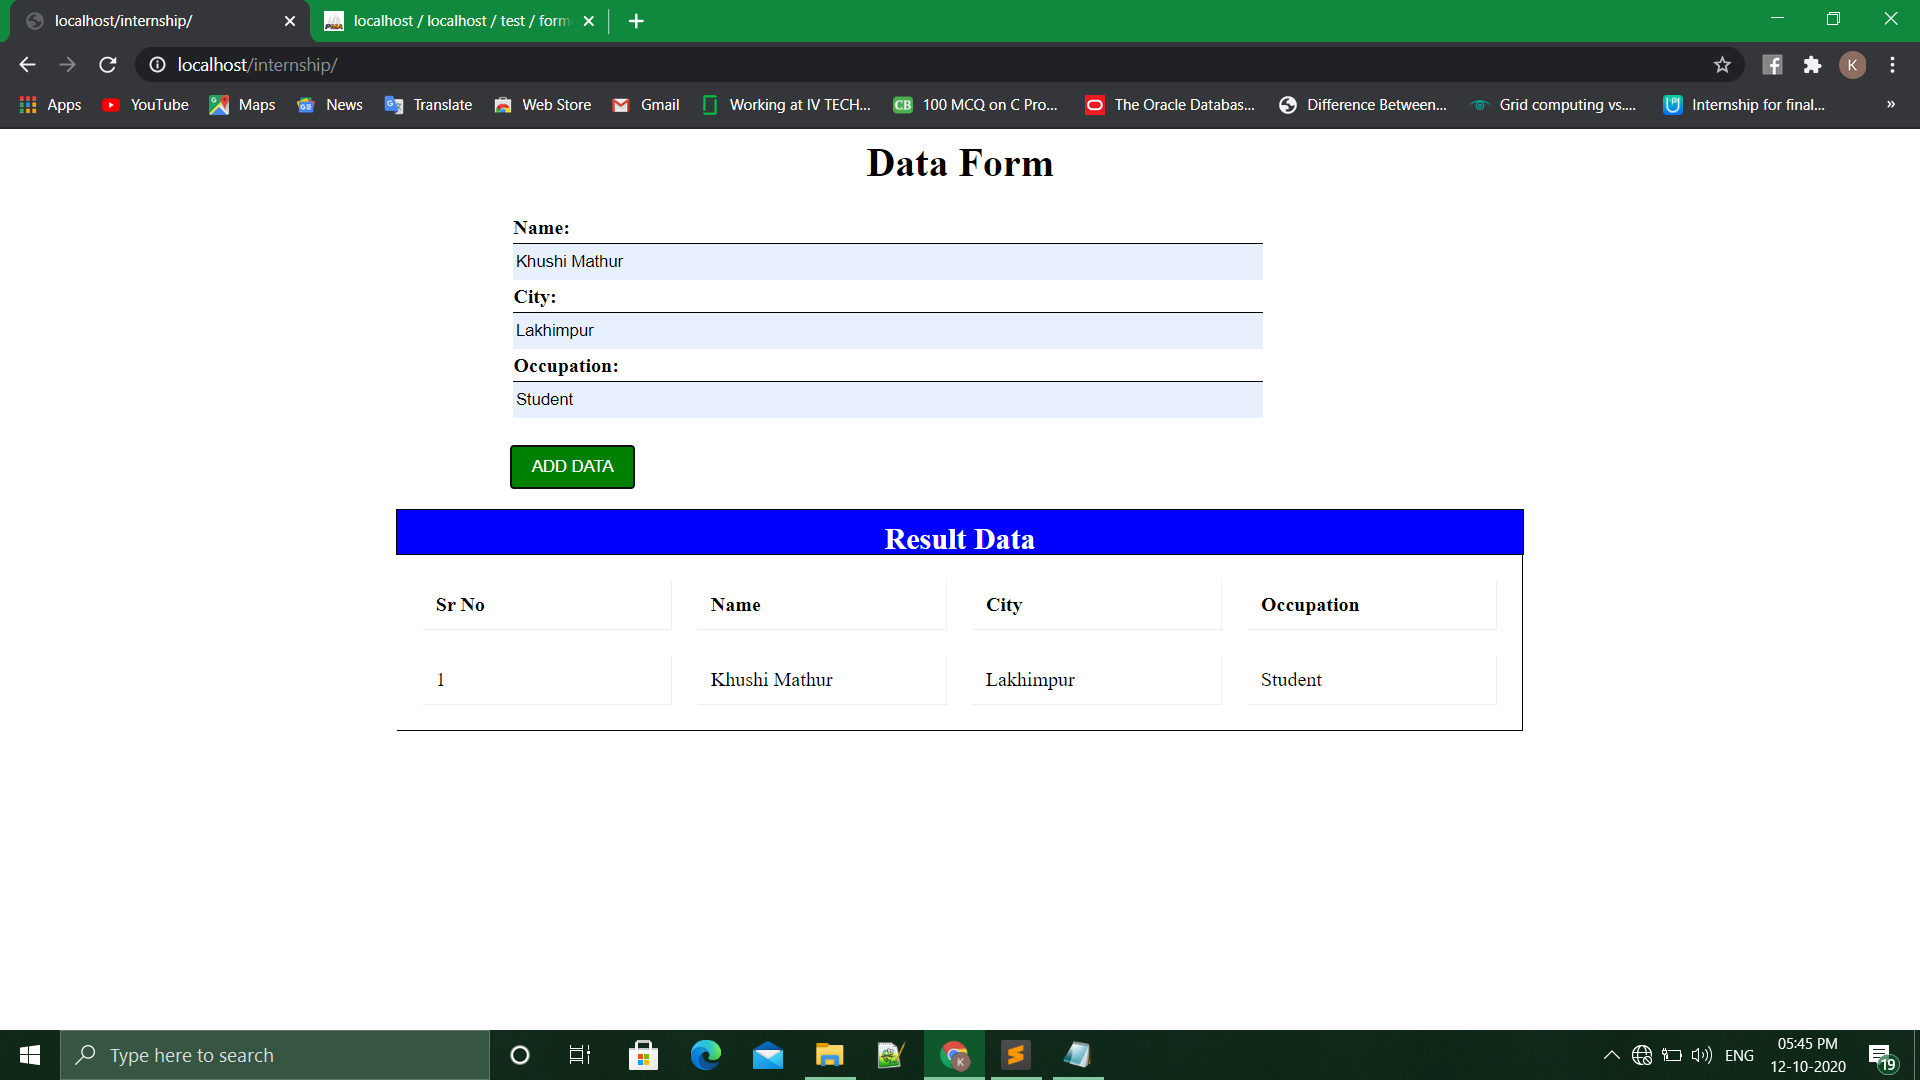 localhost/internship/
localhost / localhost / test / form
localhost/internship/
K
Apps YouTube Maps News Translate Web Store Gmail Working at IV TECH... 100 MCQ on C Pro... The Oracle Databas... Difference Between... Grid computing vs.... Internship for final... »
Data Form
Name:
Khushi Mathur
City:
Lakhimpur
Occupation:
Student
ADD DATA
Result Data
Sr No Name City Occupation
1 Khushi Mathur Lakhimpur Student
Type here to search
ENG
05:45 PM
12-10-2020
19